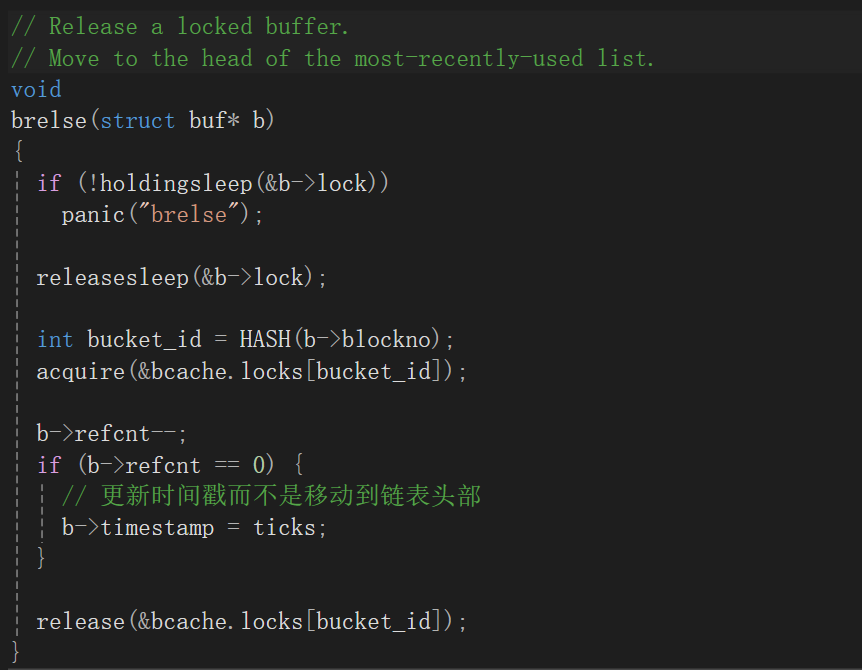 // Release a locked buffer.
// Move to the head of the most-recently-used list.
void
brelse(struct buf* b)
{
  if (!holdingsleep(&b->lock))
    panic("brelse");

  releasesleep(&b->lock);

  int bucket_id = HASH(b->blockno);
  acquire(&bcache.locks[bucket_id]);

  b->refcnt--;
  if (b->refcnt == 0) {
    // 更新时间戳而不是移动到链表头部
    b->timestamp = ticks;
  }

  release(&bcache.locks[bucket_id]);
}